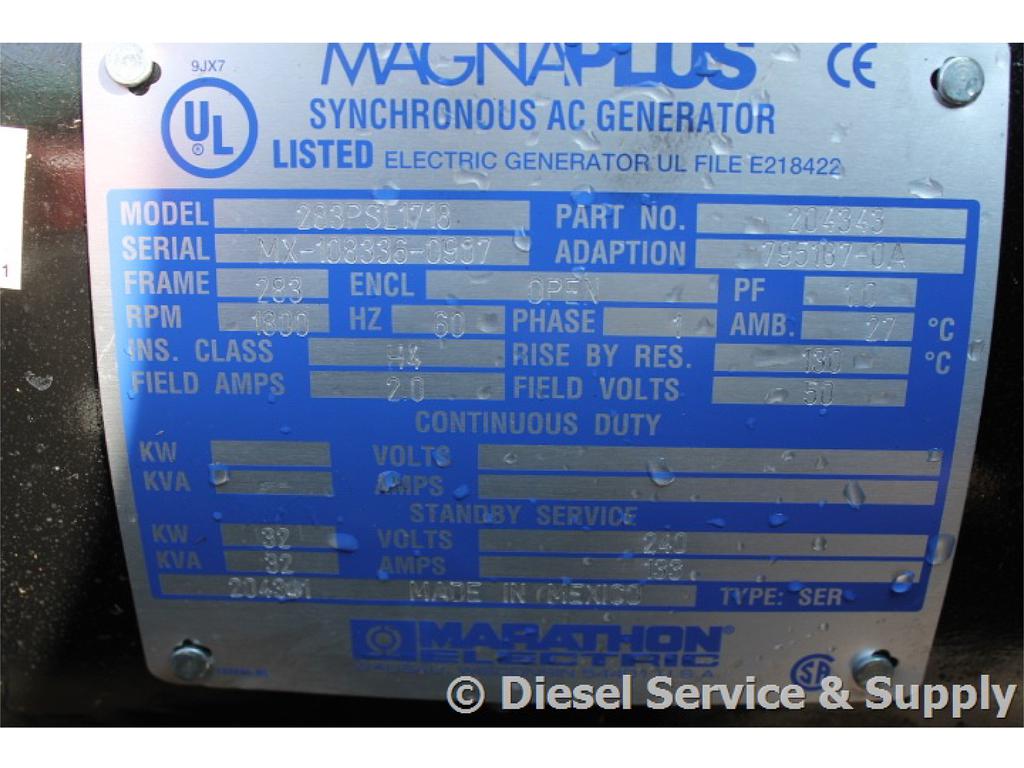 MAGNAPLUS
9JX7
UL
SYNCHRONOUS AC GENERATOR
LISTED ELECTRIC GENERATOR UL FILE E218422
MODEL 283PSL1718 PART NO. 204343
SERIAL MX-108336-0907 ADAPTION 795187-0A
FRAME 283 ENCL OPEN PF 1.0
RPM 1800 HZ 60 PHASE 1 AMB. 27 °C
INS. CLASS H4 RISE BY RES. 130 °C
FIELD AMPS 2.0 FIELD VOLTS 50
CONTINUOUS DUTY
KW VOLTS
KVA AMPS
STANDBY SERVICE
KW 32 VOLTS 240
KVA 32 AMPS 133
MADE IN MEXICO TYPE: SER
MARATHON
ELECTRIC
© Diesel Service & Supply
1